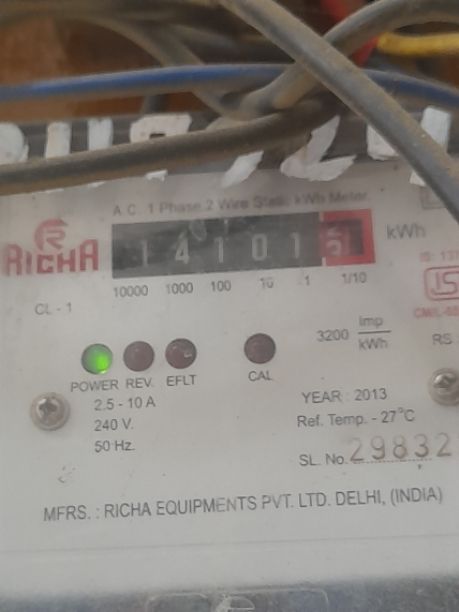 A.C. 1 Phase 2 Wire Static kWh Meter
RICHA
1 4 1 0 1 5 kWh
10000 1000 100 10 1 1/10
CL - 1
3200 Imp
kWh
POWER REV. EFLT CAL
2.5 - 10 A
240 V.
50 Hz.
YEAR : 2013
Ref. Temp. - 27°C
SL. No. 29832
MFRS. : RICHA EQUIPMENTS PVT. LTD. DELHI, (INDIA)